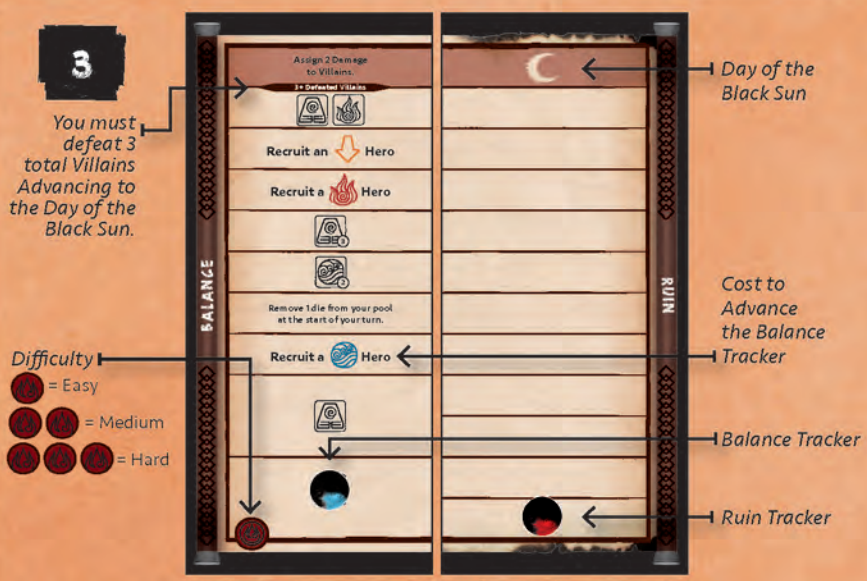 3
Assign 2 Damage
to Villains.
3+ Defeated Villains
You must
defeat 3
total Villains
Advancing to
the Day of the
Black Sun.
Day of the
Black Sun
Recruit an Hero
Recruit a Hero
3
2
Remove 1 die from your pool
at the start of your turn.
Recruit a Hero
BALANCE
RUIN
Cost to
Advance
the Balance
Tracker
Difficulty
= Easy
= Medium
= Hard
Balance Tracker
Ruin Tracker